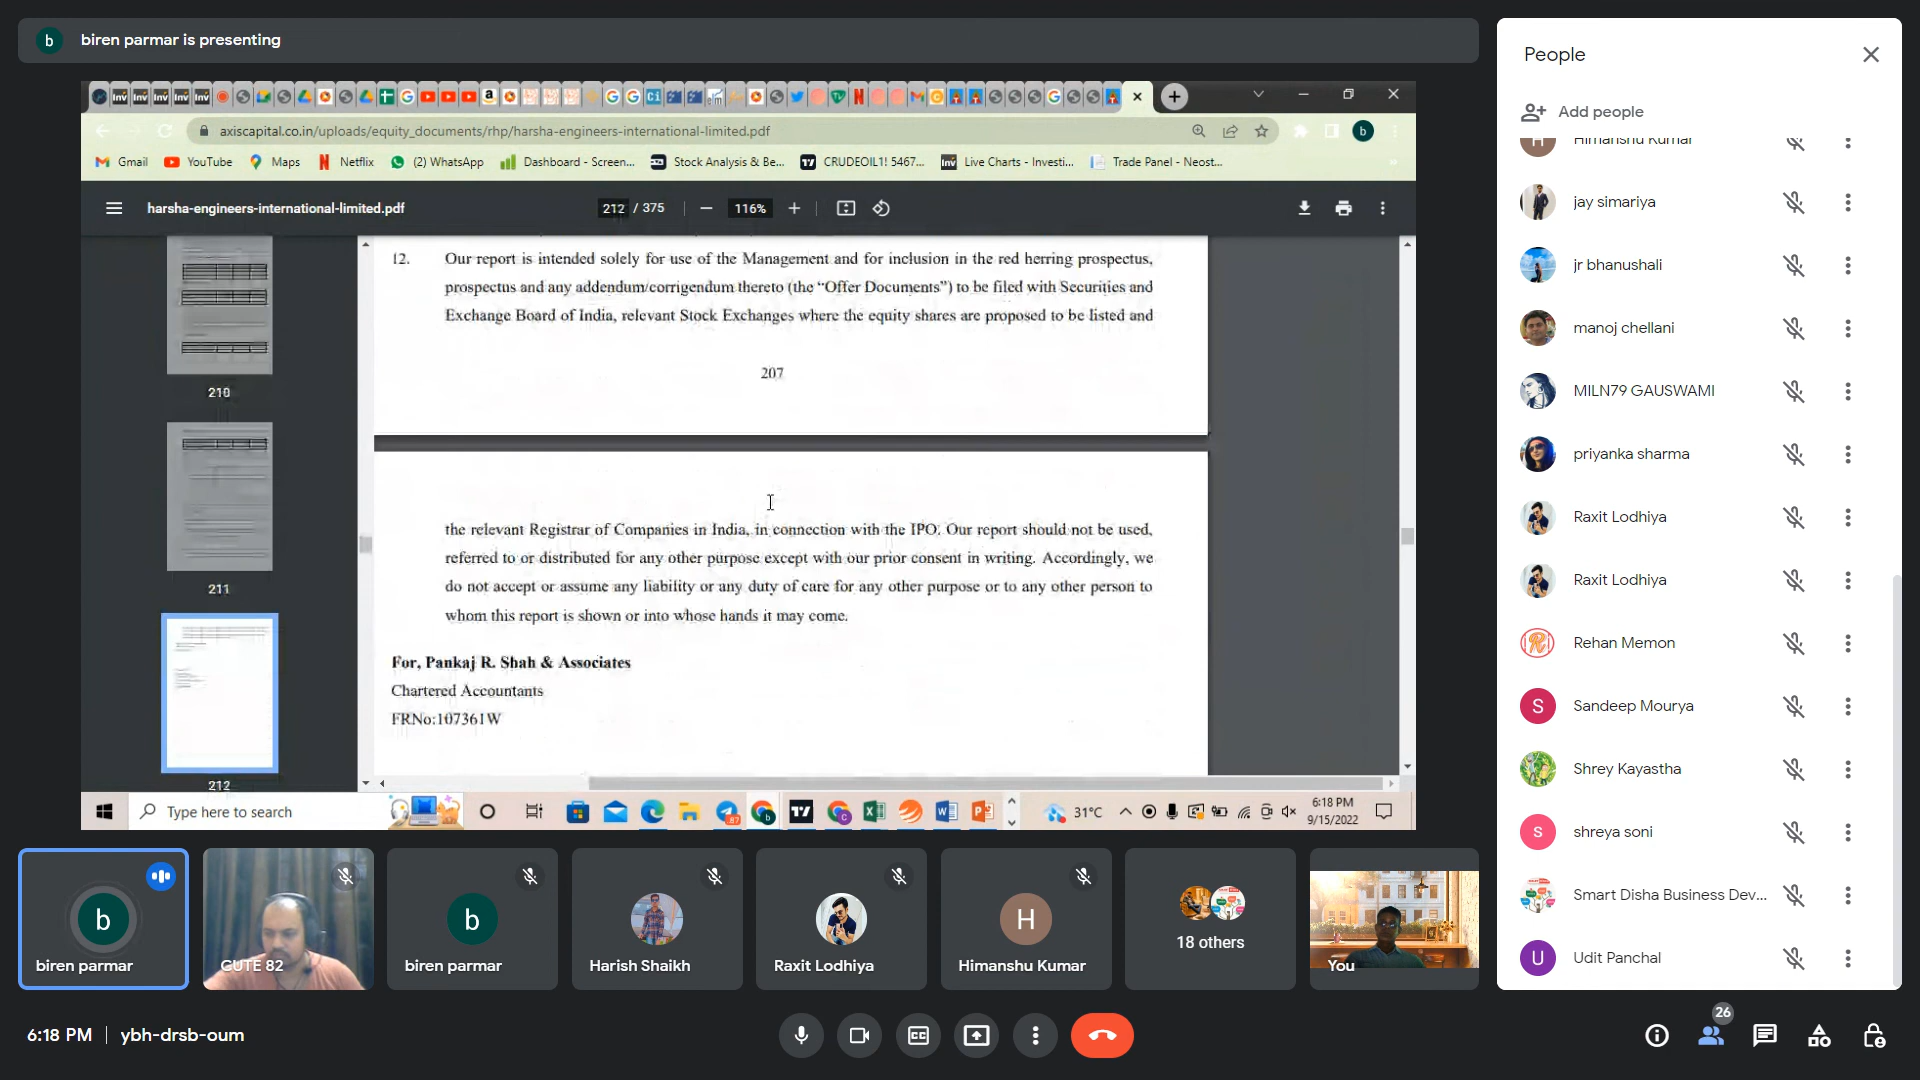 b biren parmar is presenting
axiscapital.co.in/uploads/equity_documents/rhp/harsha-engineers-international-limited.pdf
b
Gmail YouTube Maps Netflix (2) WhatsApp Dashboard - Screen... Stock Analysis & Be... CRUDEOIL1! 5467... Live Charts - Investi... Trade Panel - Neost...
harsha-engineers-international-limited.pdf 212 / 375 116%
12. Our report is intended solely for use of the Management and for inclusion in the red herring prospectus,
prospectus and any addendum/corrigendum thereto (the “Offer Documents”) to be filed with Securities and
Exchange Board of India, relevant Stock Exchanges where the equity shares are proposed to be listed and
207
210
211
212
the relevant Registrar of Companies in India, in connection with the IPO. Our report should not be used,
referred to or distributed for any other purpose except with our prior consent in writing. Accordingly, we
do not accept or assume any liability or any duty of care for any other purpose or to any other person to
whom this report is shown or into whose hands it may come.
For, Pankaj R. Shah & Associates
Chartered Accountants
FRNo:107361W
Type here to search
31°C
6:18 PM
9/15/2022
b
biren parmar
CUTE 82
b
biren parmar
Harish Shaikh
Raxit Lodhiya
H
Himanshu Kumar
18 others
You
6:18 PM ybh-drsb-oum
26
People
Add people
Himanshu Kumar
jay simariya
jr bhanushali
manoj chellani
MILN79 GAUSWAMI
priyanka sharma
Raxit Lodhiya
Raxit Lodhiya
Rehan Memon
S Sandeep Mourya
Shrey Kayastha
s shreya soni
Smart Disha Business Dev...
U Udit Panchal